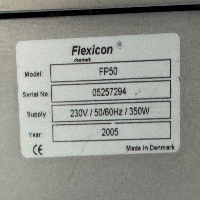 Flexicon ®
Model: FP50
Serial No 05257294
Supply 230V / 50/60Hz / 350W
Year: 2005
CE Made in Denmark